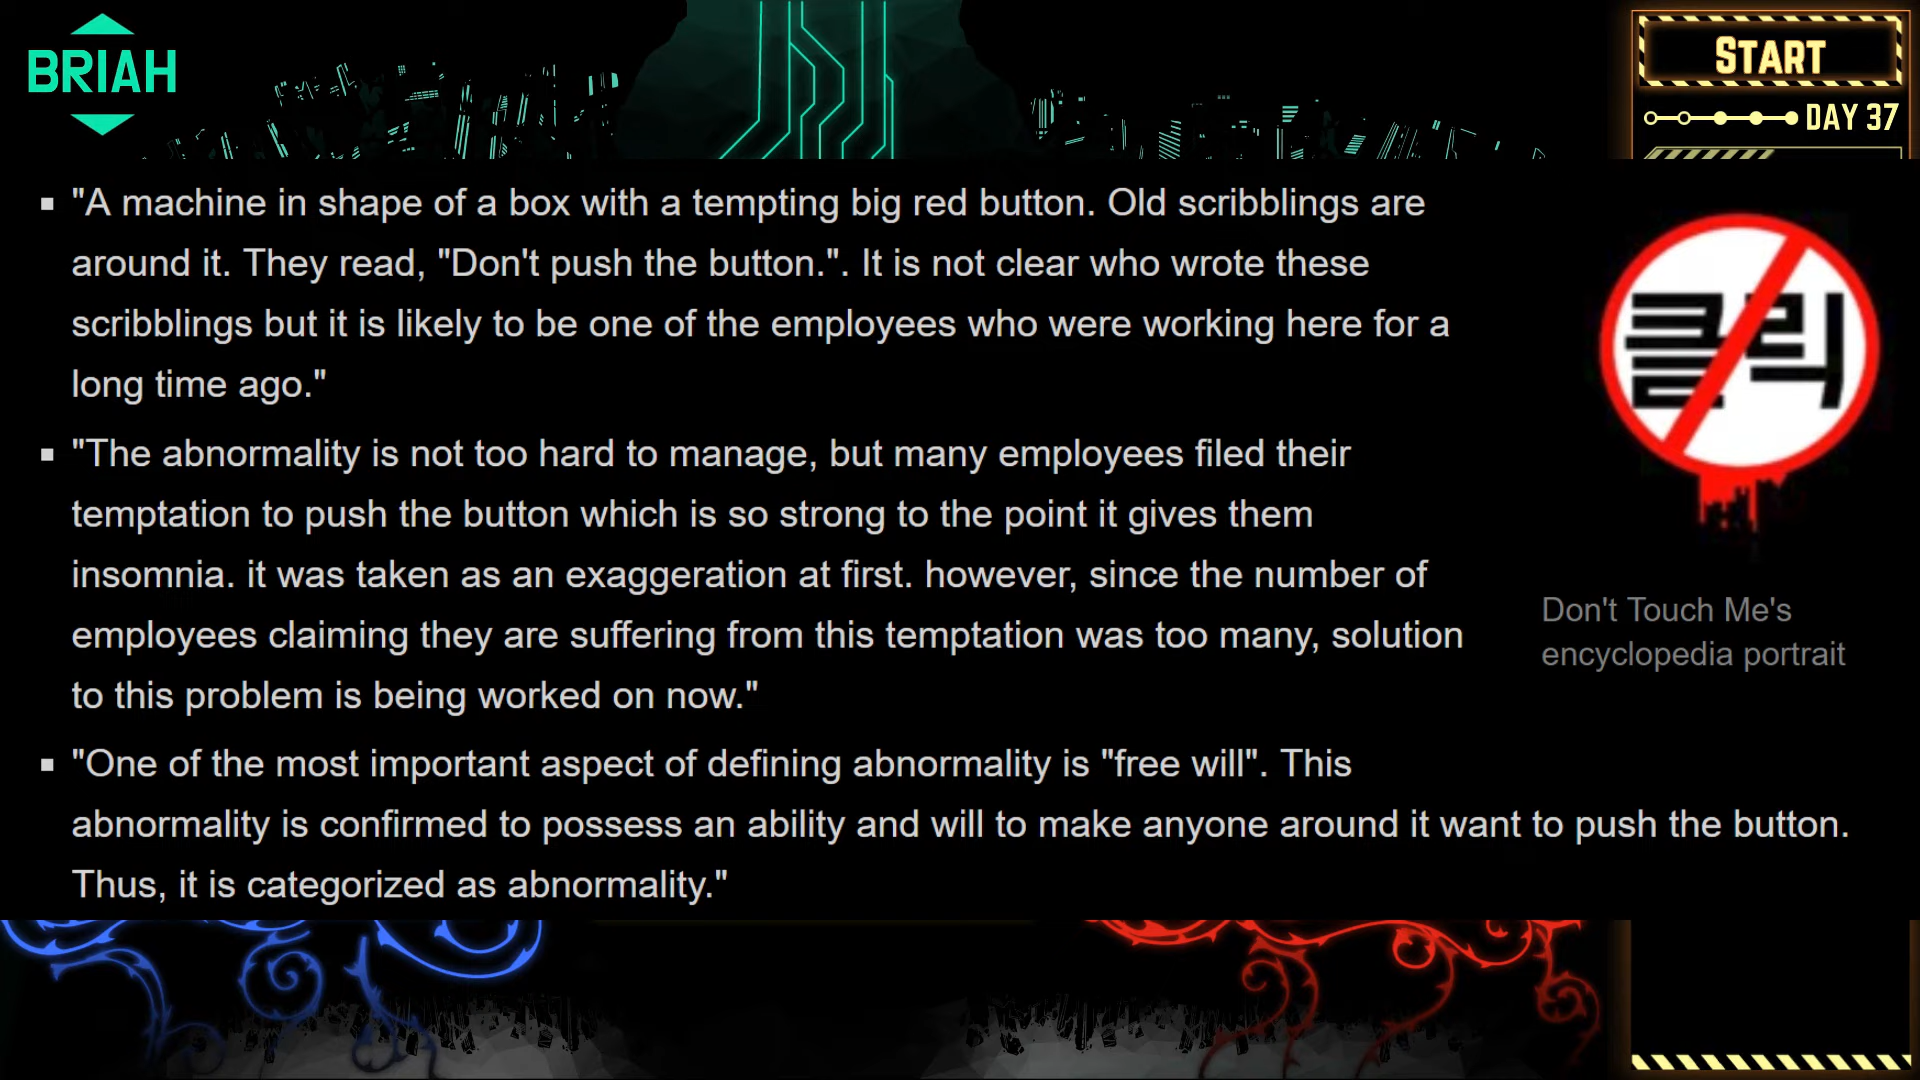 BRIAH
START
DAY 37
"A machine in shape of a box with a tempting big red button. Old scribblings are
around it. They read, "Don't push the button.". It is not clear who wrote these
scribblings but it is likely to be one of the employees who were working here for a
long time ago."
클릭
"The abnormality is not too hard to manage, but many employees filed their
temptation to push the button which is so strong to the point it gives them
insomnia. it was taken as an exaggeration at first. however, since the number of
employees claiming they are suffering from this temptation was too many, solution
to this problem is being worked on now."
Don't Touch Me's
encyclopedia portrait
"One of the most important aspect of defining abnormality is "free will". This
abnormality is confirmed to possess an ability and will to make anyone around it want to push the button.
Thus, it is categorized as abnormality."